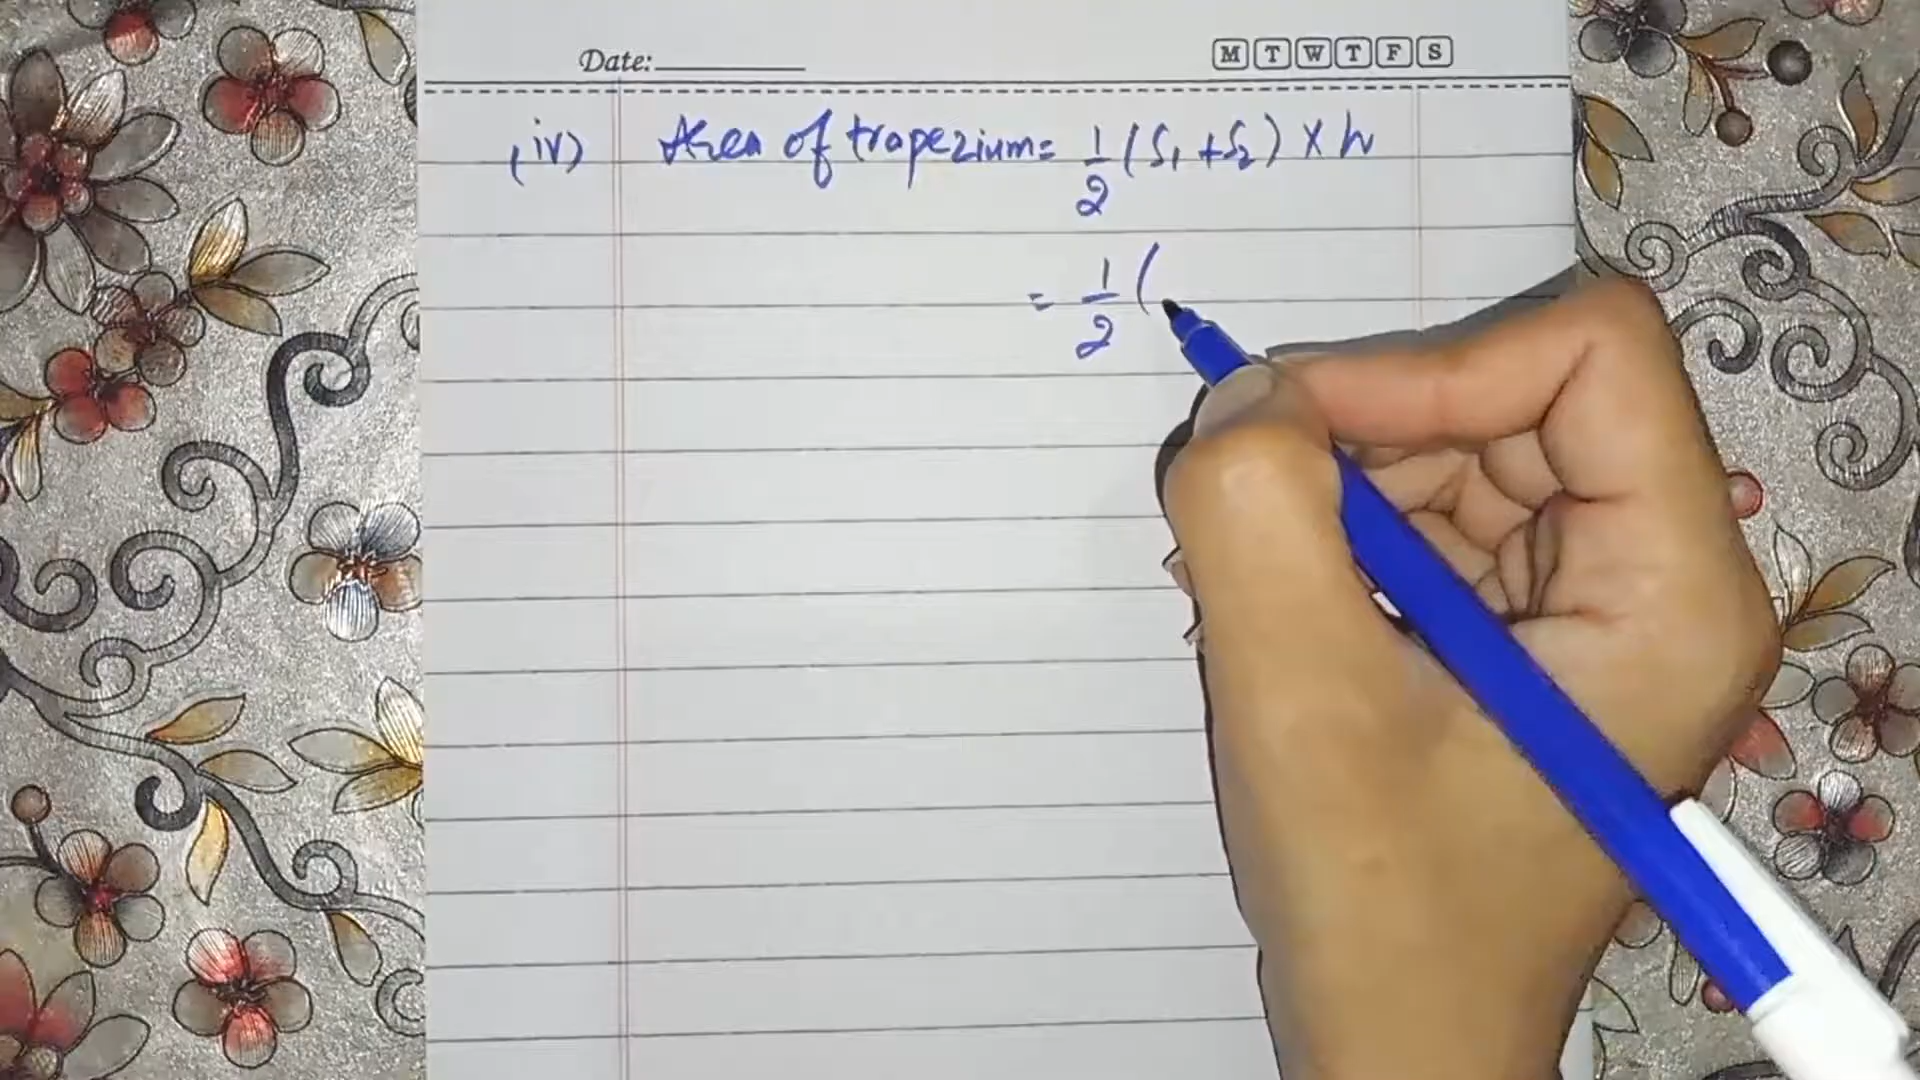 Date: M T W T F S
(iv) Area of trapezium = 1/2 (S₁ + S₂) × h
= 1/2 (